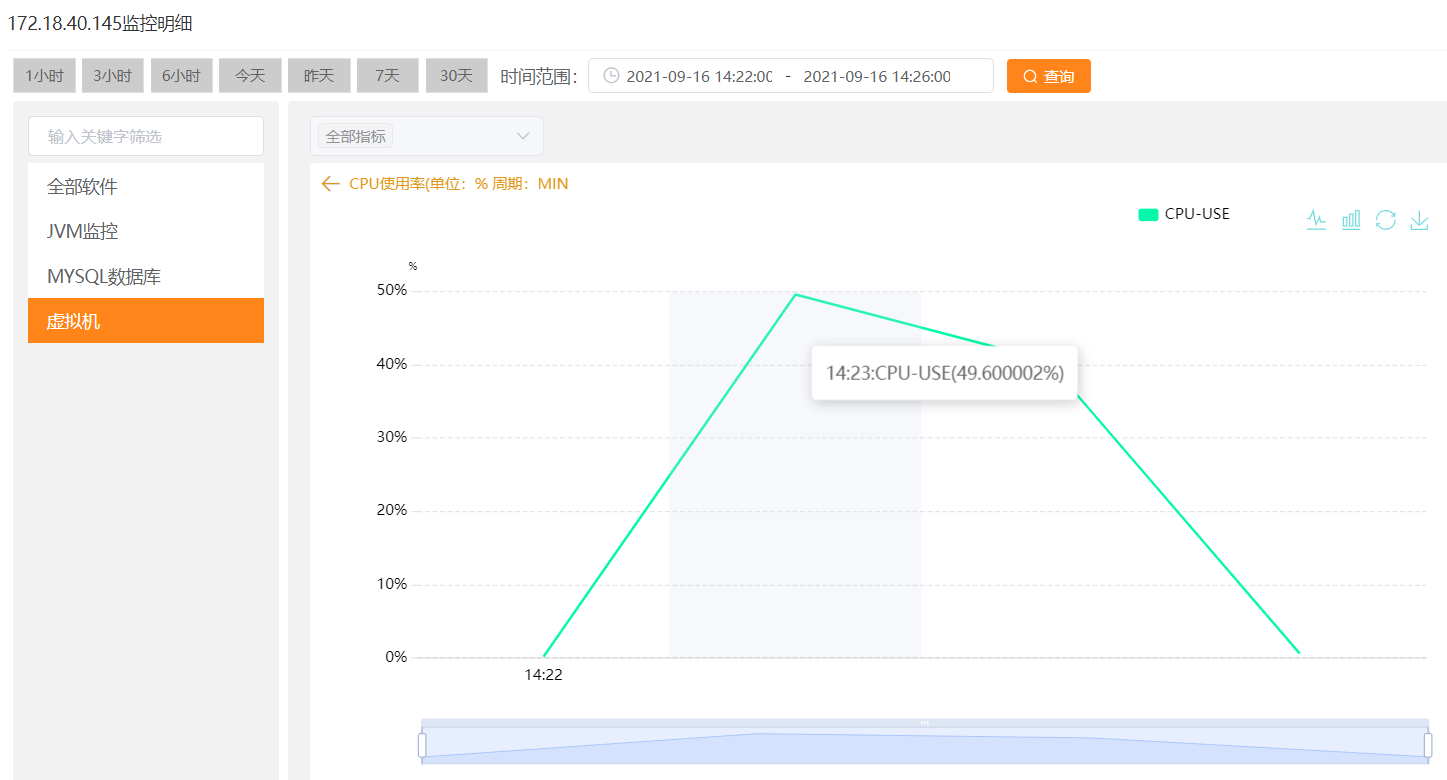 172.18.40.145监控明细
1小时 3小时 6小时 今天 昨天 7天 30天 时间范围: 2021-09-16 14:22:00 - 2021-09-16 14:26:00 查询
输入关键字筛选
全部软件
JVM监控
MYSQL数据库
虚拟机
全部指标
CPU使用率(单位: % 周期: MIN
CPU-USE
%
50%
40%
14:23:CPU-USE(49.600002%)
30%
20%
10%
0%
14:22